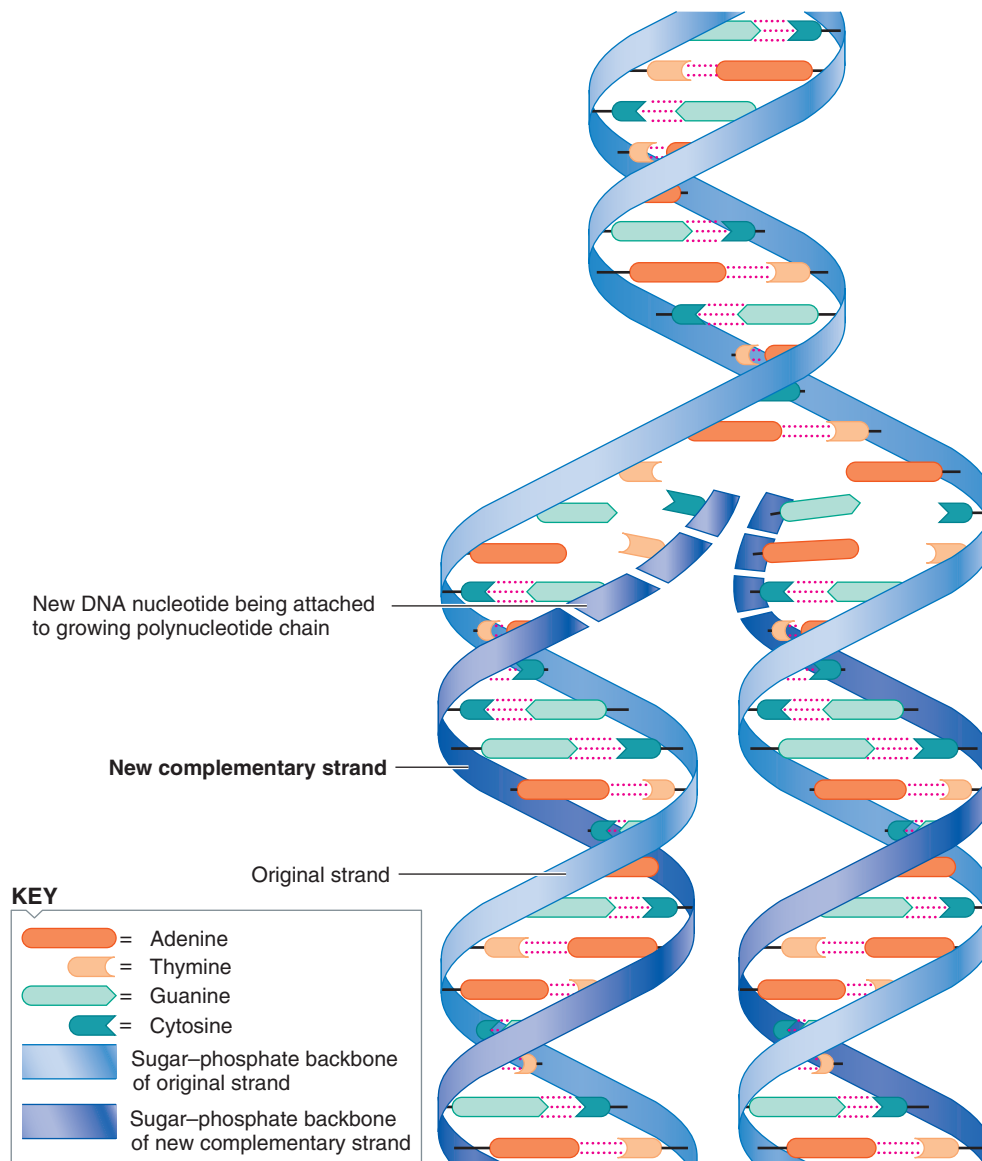 New DNA nucleotide being attached
to growing polynucleotide chain
New complementary strand
Original strand
KEY
= Adenine
= Thymine
= Guanine
= Cytosine
Sugar–phosphate backbone
of original strand
Sugar–phosphate backbone
of new complementary strand